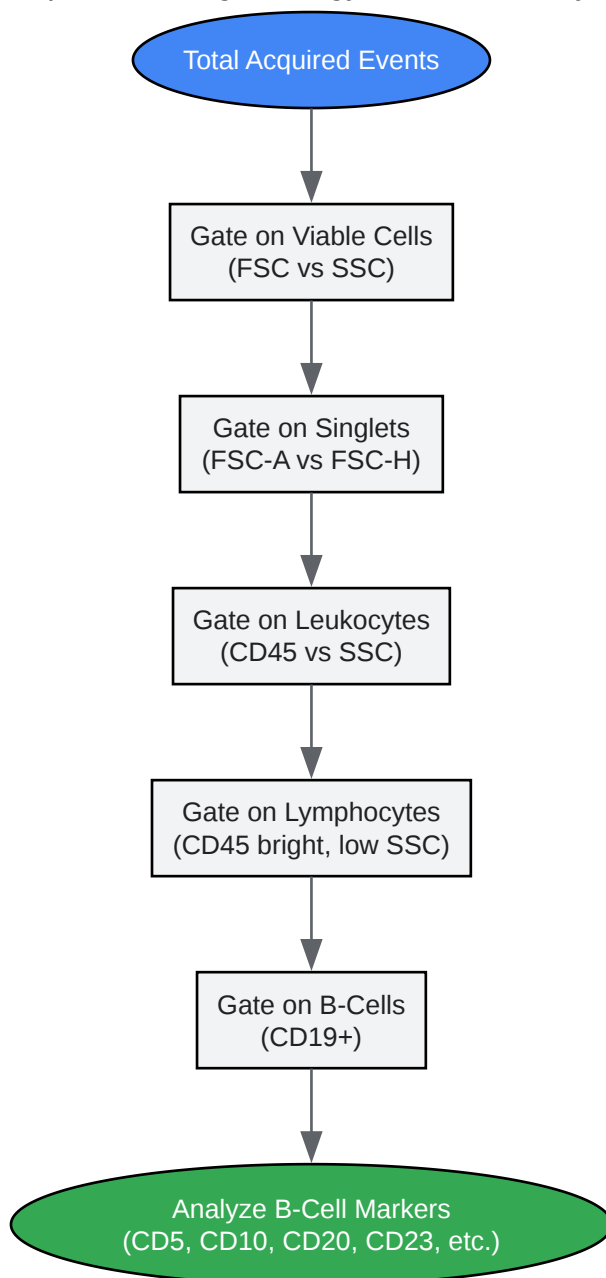 Total Acquired Events
Gate on Viable Cells
(FSC vs SSC)
Gate on Singlets
(FSC-A vs FSC-H)
Gate on Leukocytes
(CD45 vs SSC)
Gate on Lymphocytes
(CD45 bright, low SSC)
Gate on B-Cells
(CD19+)
Analyze B-Cell Markers
(CD5, CD10, CD20, CD23, etc.)